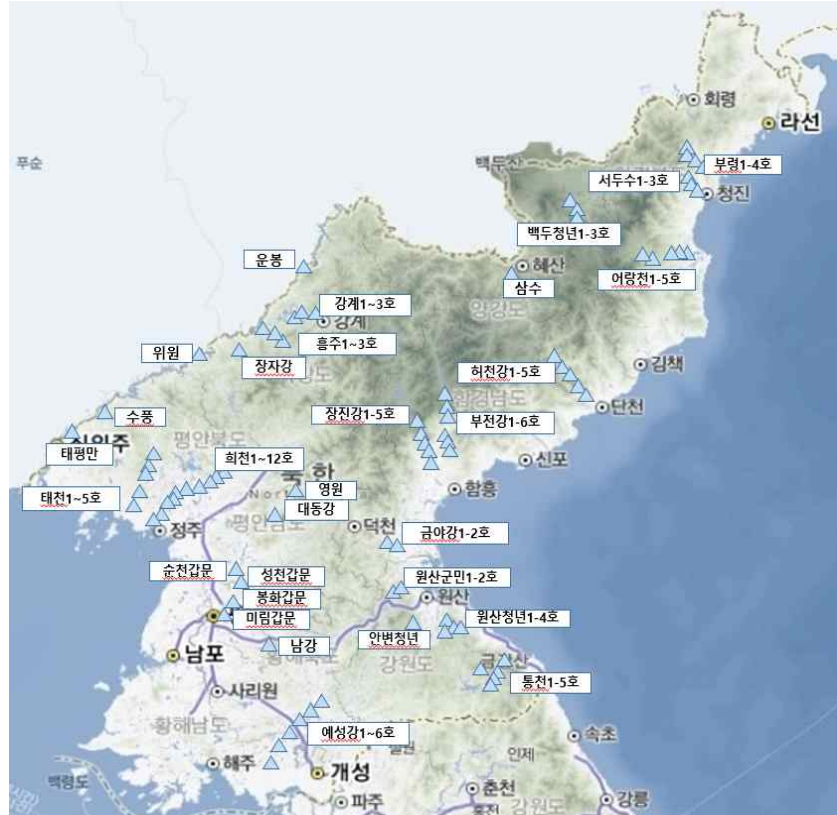 회령
라선
푸순
백두산
부령1-4호
서두수1-3호
청진
백두청년1-3호
운봉
혜산
삼수
어랑천1-5호
양강도
강계1~3호
강계
흥주1~3호
위원
장자강
김책
허천강1-5호
함경남도
단천
수풍
장진강1-5호
부전강1-6호
평안북도
태평만
희천1~12호
북한
신포
영원
함흥
태천1~5호
대동강
평안남도
정주
덕천
금야강1-2호
순천갑문
성천갑문
원산군민1-2호
봉화갑문
원산
미림갑문
원산청년1-4호
남강
안변청년
남포
강원도
통천1-5호
사리원
황해남도
예성강1~6호
속초
인제
해주
백령도
개성
춘천
파주
강원도
강릉